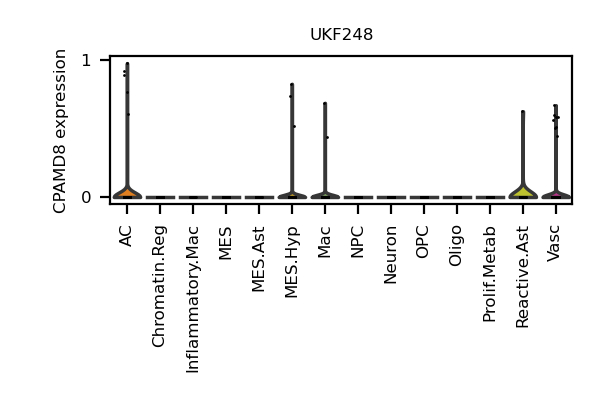 UKF248
CPAMD8 expression
1
0
AC
Chromatin.Reg
Inflammatory.Mac
MES
MES.Ast
MES.Hyp
Mac
NPC
Neuron
OPC
Oligo
Prolif.Metab
Reactive.Ast
Vasc